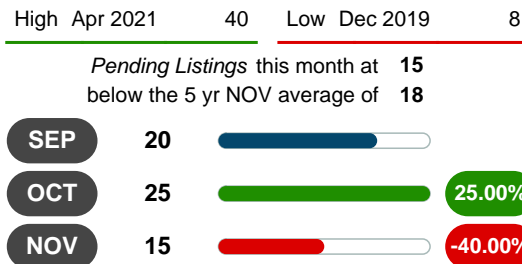 High Apr 2021 40 Low Dec 2019 8
Pending Listings this month at 15
below the 5 yr NOV average of 18
SEP 20
OCT 25 25.00%
NOV 15 -40.00%